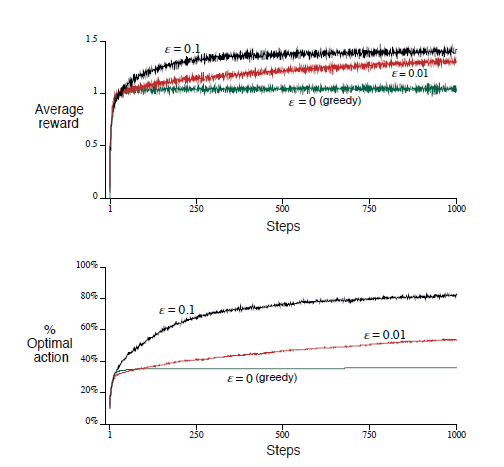 1.5
ε = 0.1
ε = 0.01
1
ε = 0 (greedy)
Average
reward
0.5
0
1
250
500
750
1000
Steps
100%
80%
ε = 0.1
60%
ε = 0.01
%
Optimal
action
40%
ε = 0 (greedy)
20%
0%
1
250
500
750
1000
Steps